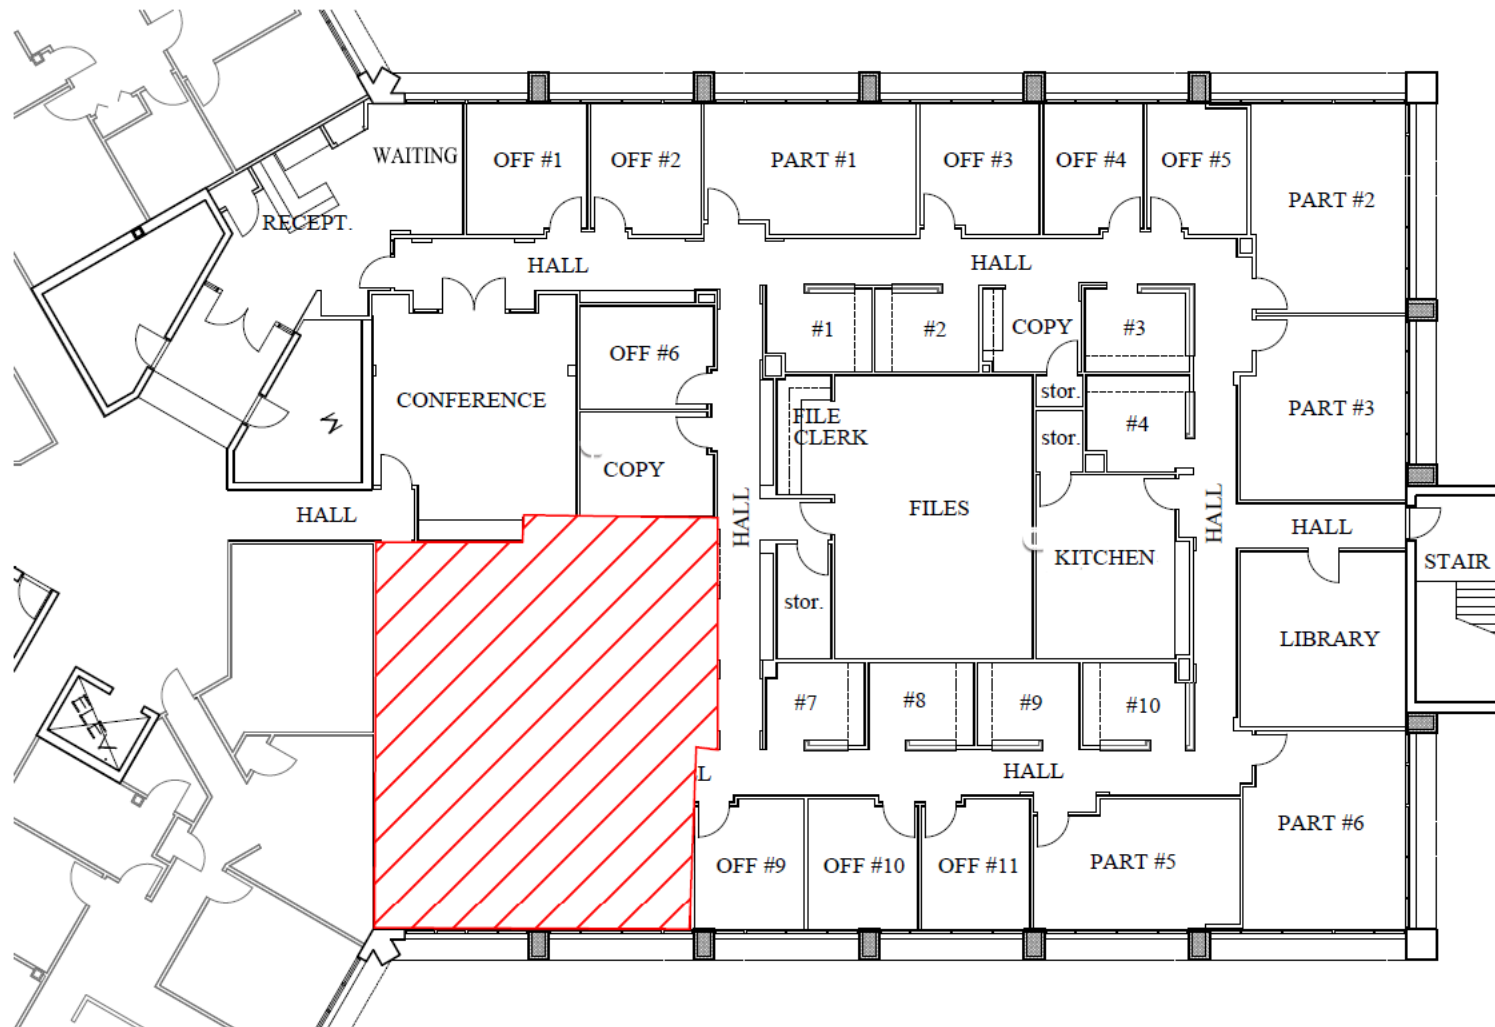 WAITING
OFF #1
OFF #2
PART #1
OFF #3
OFF #4
OFF #5
PART #2
RECEPT.
HALL
HALL
#1
#2
COPY
#3
OFF #6
CONFERENCE
stor.
PART #3
FILE
CLERK
#4
stor.
COPY
W
HALL
HALL
FILES
HALL
HALL
KITCHEN
STAIR
stor.
LIBRARY
ELEV.
#7
#8
#9
#10
L
HALL
PART #6
OFF #9
OFF #10
OFF #11
PART #5